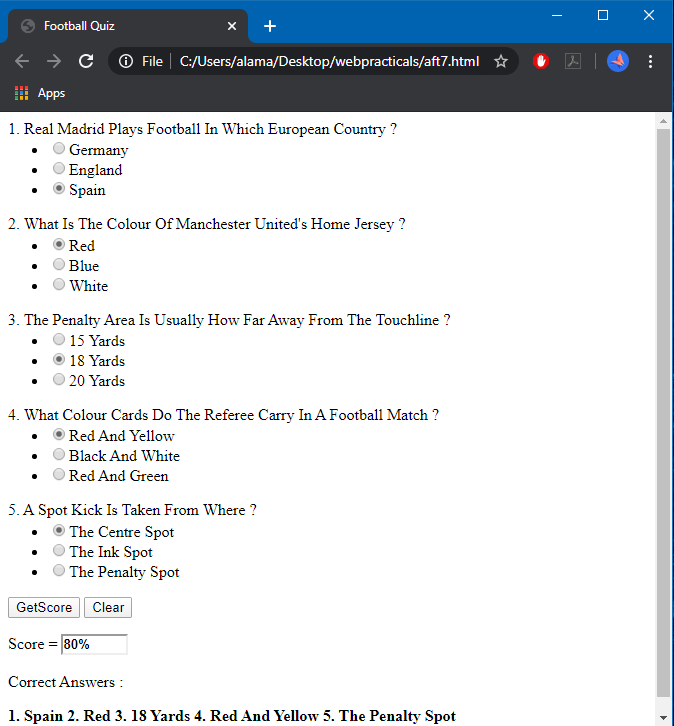 Football Quiz
File | C:/Users/alama/Desktop/webpracticals/aft7.html
Apps
1. Real Madrid Plays Football In Which European Country ?
Germany
England
Spain
2. What Is The Colour Of Manchester United's Home Jersey ?
Red
Blue
White
3. The Penalty Area Is Usually How Far Away From The Touchline ?
15 Yards
18 Yards
20 Yards
4. What Colour Cards Do The Referee Carry In A Football Match ?
Red And Yellow
Black And White
Red And Green
5. A Spot Kick Is Taken From Where ?
The Centre Spot
The Ink Spot
The Penalty Spot
GetScore Clear
Score = 80%
Correct Answers :
1. Spain 2. Red 3. 18 Yards 4. Red And Yellow 5. The Penalty Spot